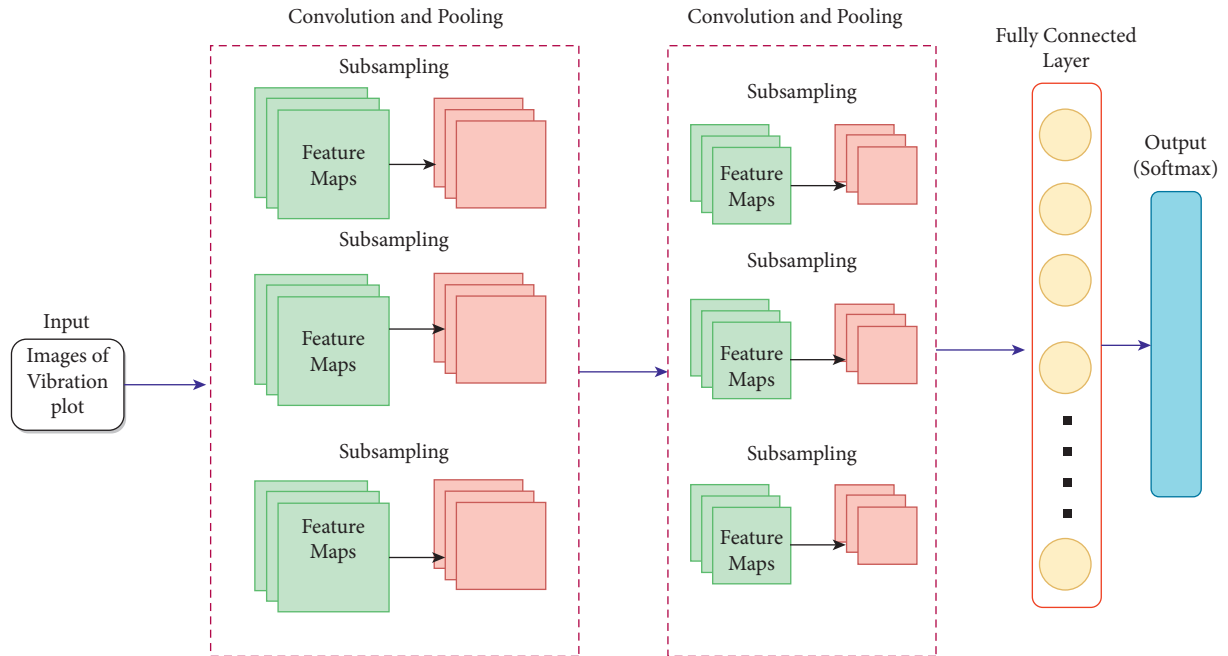 Input
Images of
Vibration
plot
Convolution and Pooling
Subsampling
Feature
Maps
Subsampling
Feature
Maps
Subsampling
Feature
Maps
Convolution and Pooling
Subsampling
Feature
Maps
Subsampling
Feature
Maps
Subsampling
Feature
Maps
Fully Connected
Layer
Output
(Softmax)